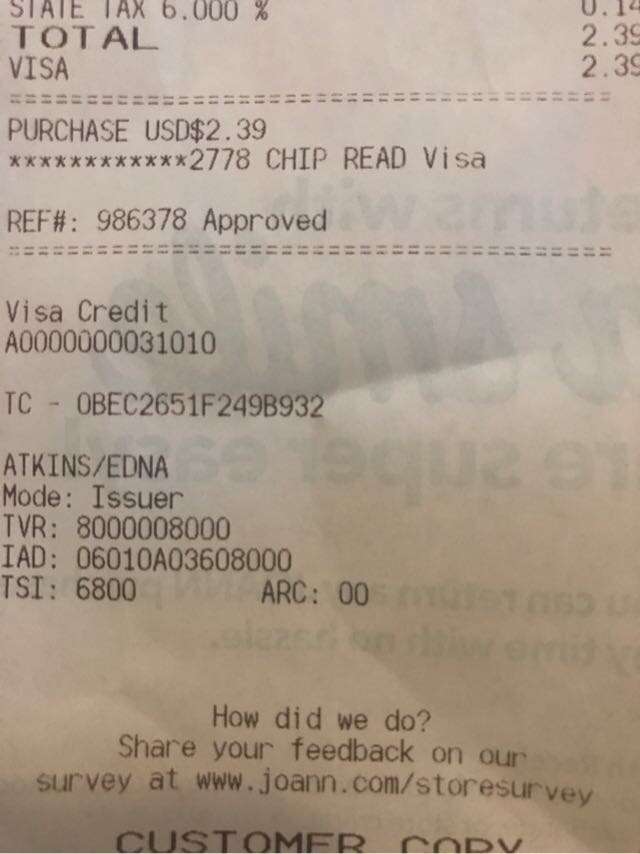 STATE TAX 6.000 % 0.14
TOTAL 2.39
VISA 2.39
========================================
PURCHASE USD$2.39
************2778 CHIP READ Visa
REF#: 986378 Approved
========================================
Visa Credit
A0000000031010
TC - 0BEC2651F249B932
ATKINS/EDNA
Mode: Issuer
TVR: 8000008000
IAD: 06010A03608000
TSI: 6800 ARC: 00
How did we do?
Share your feedback on our
survey at www.joann.com/storesurvey
CUSTOMER COPY